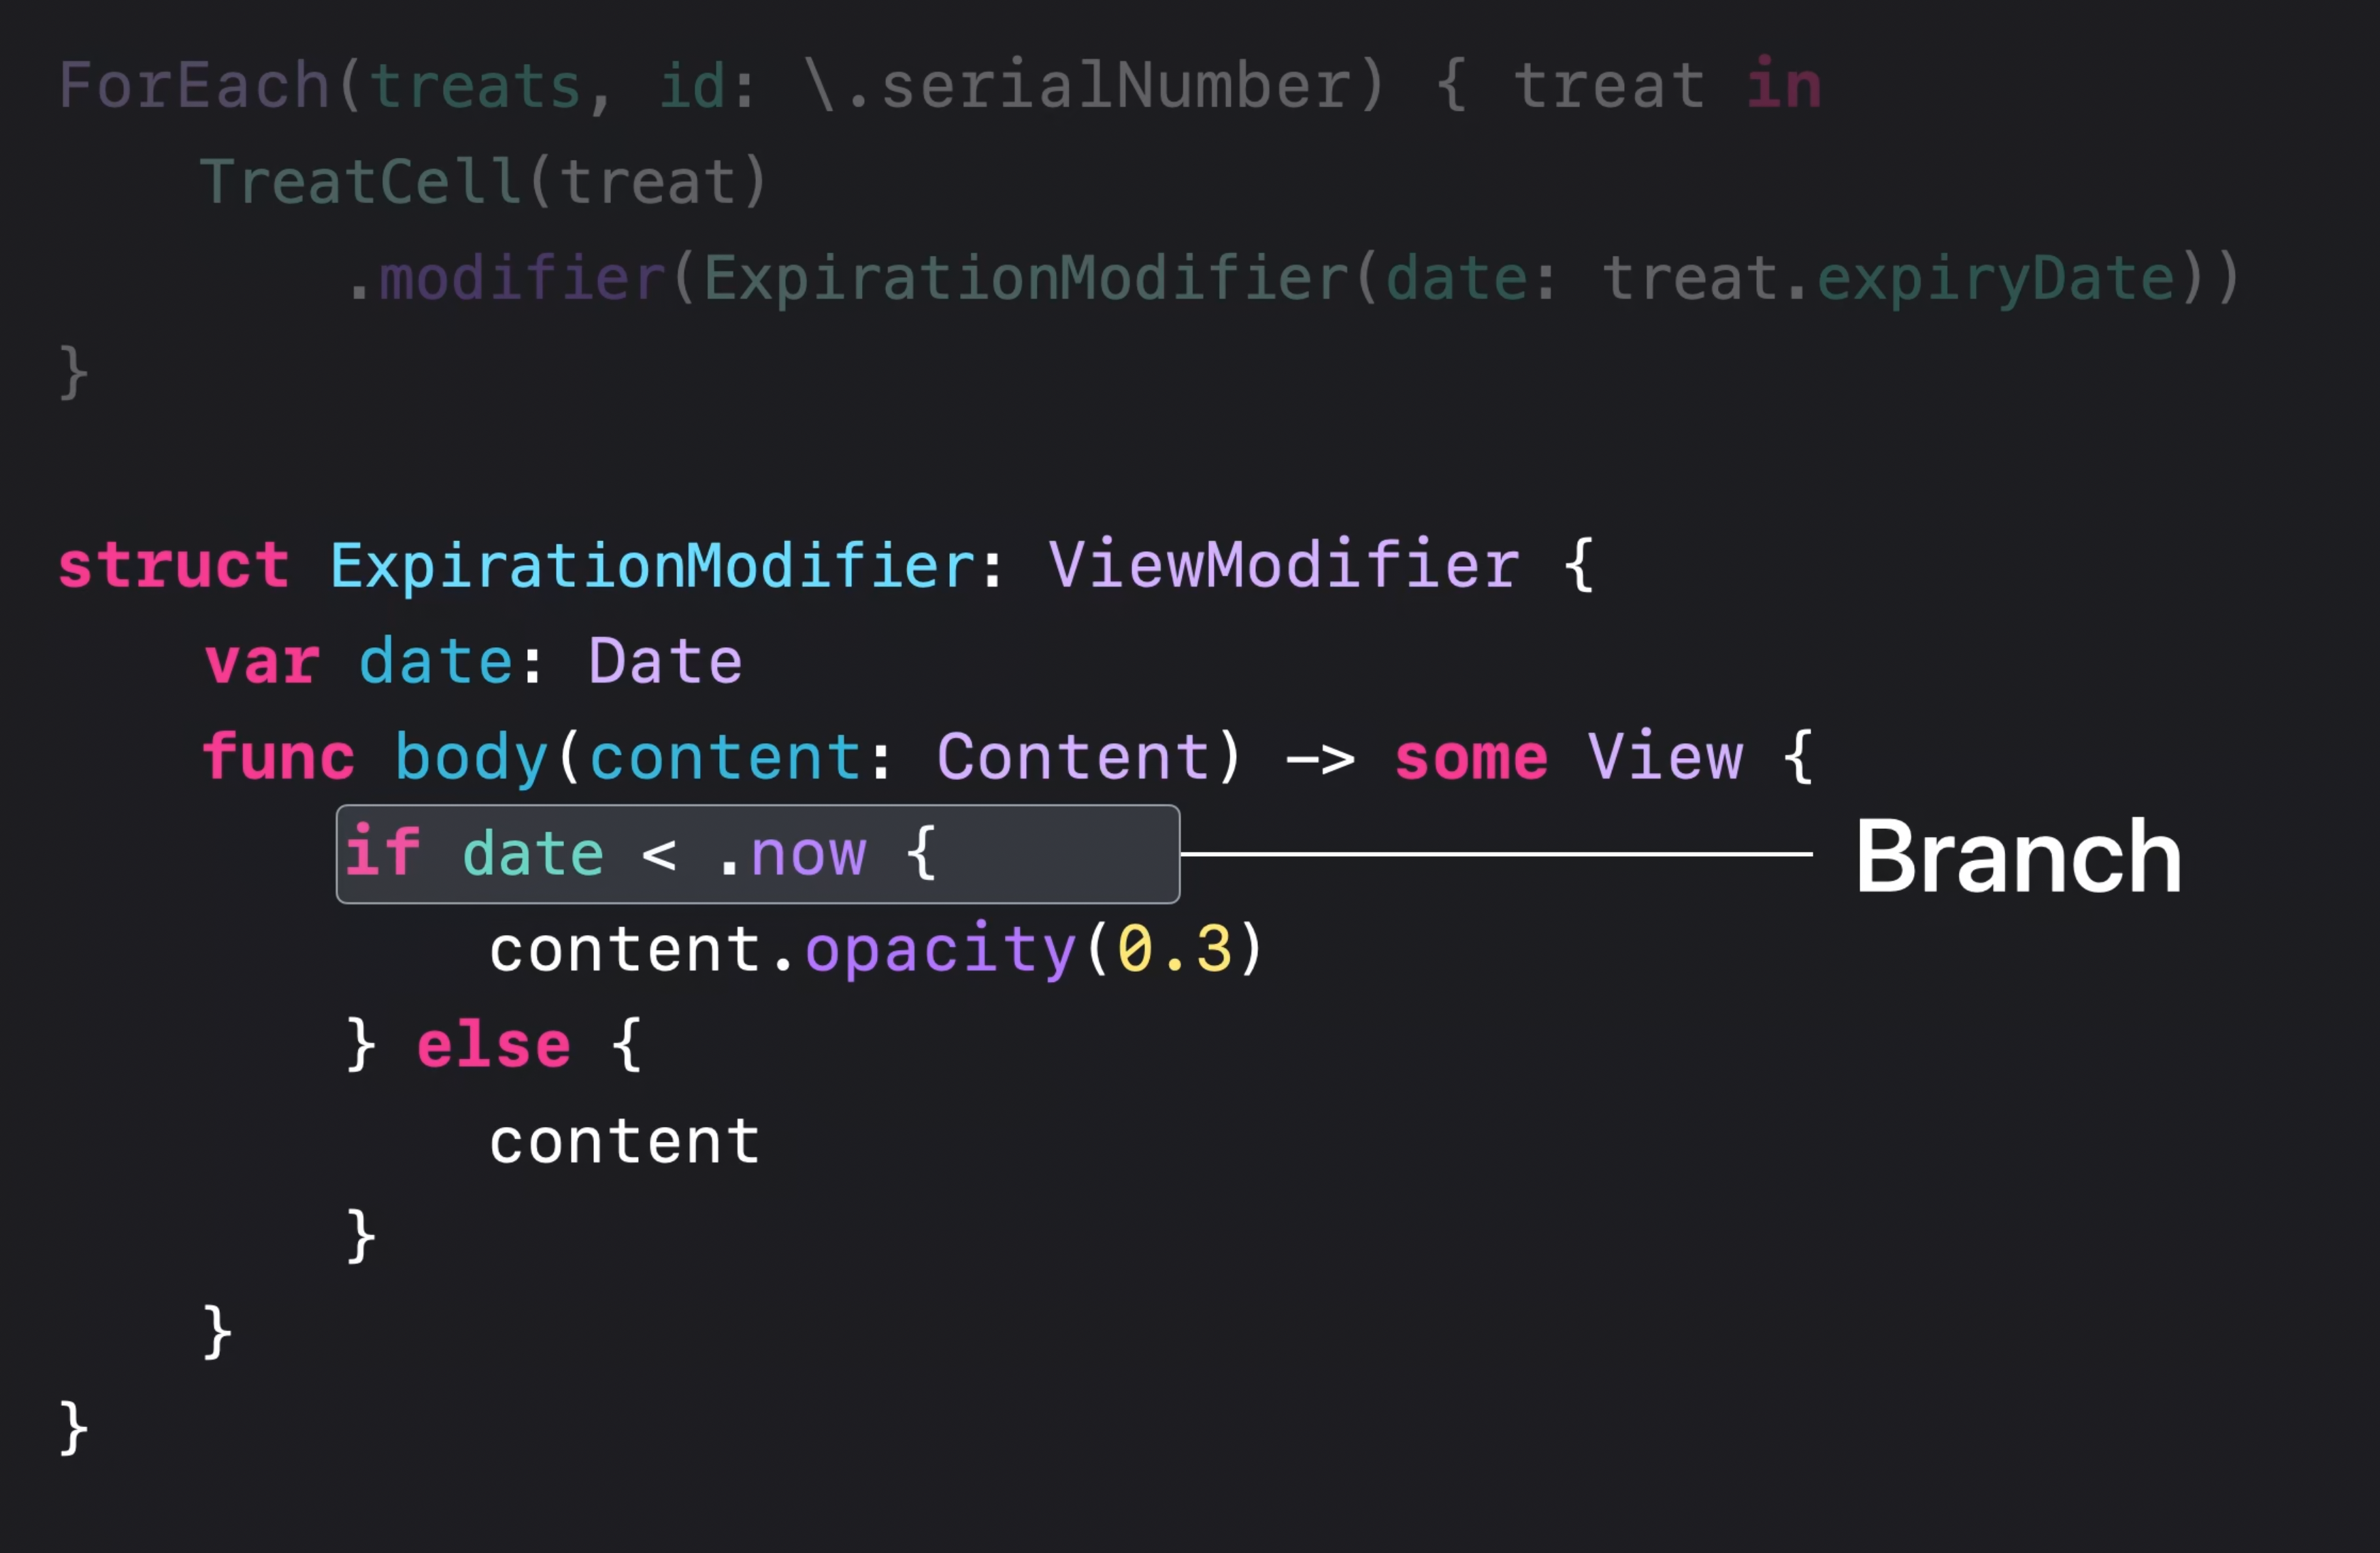 ForEach(treats, id: \.serialNumber) { treat in
    TreatCell(treat)
        .modifier(ExpirationModifier(date: treat.expiryDate))
}
struct ExpirationModifier: ViewModifier {
    var date: Date
    func body(content: Content) -> some View {
        if date < .now {
Branch
            content.opacity(0.3)
        } else {
            content
        }
    }
}